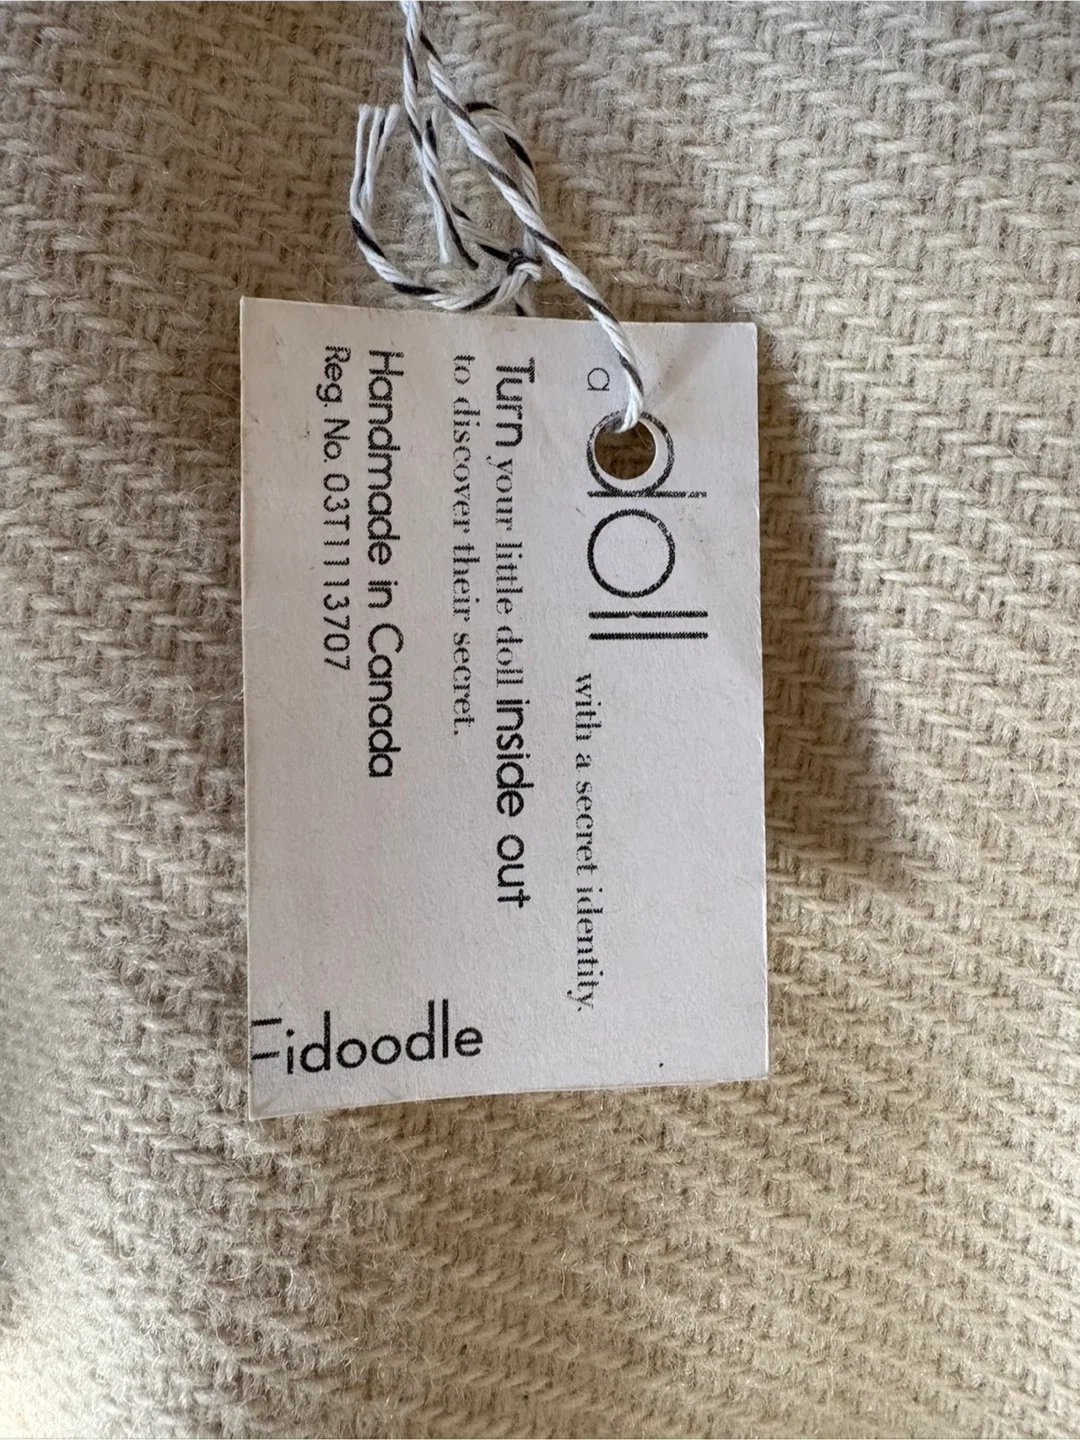 a doll with a secret identity.
Turn your little doll inside out
to discover their secret.
Handmade in Canada
Reg. No. 03T1113707
Fidoodle